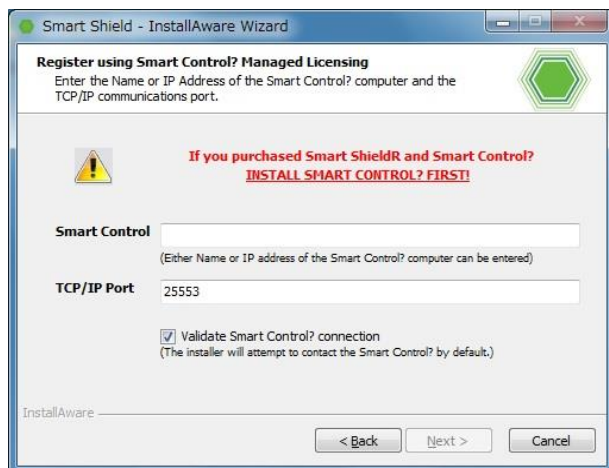 Smart Shield - InstallAware Wizard
Register using Smart Control? Managed Licensing
Enter the Name or IP Address of the Smart Control? computer and the
TCP/IP communications port.
If you purchased Smart ShieldR and Smart Control?
INSTALL SMART CONTROL? FIRST!
Smart Control
(Either Name or IP address of the Smart Control? computer can be entered)
TCP/IP Port
25553
Validate Smart Control? connection
(The installer will attempt to contact the Smart Control? by default.)
InstallAware
< Back
Next >
Cancel